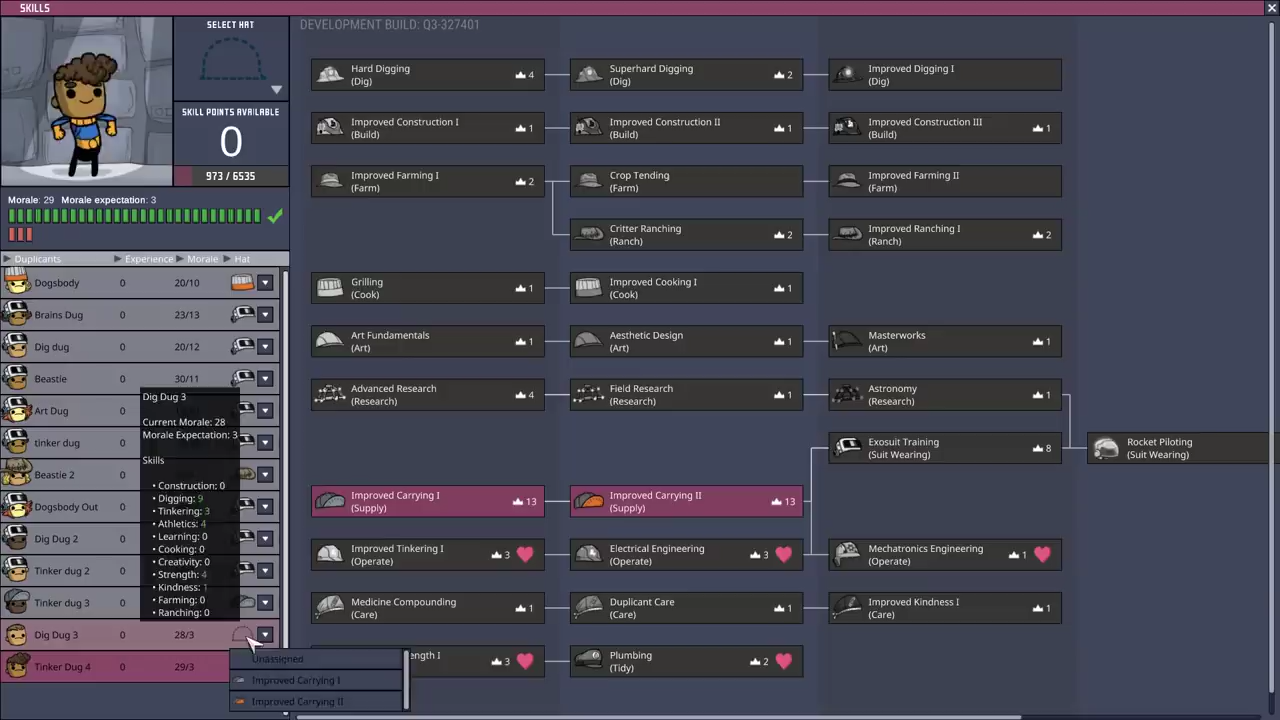 SKILLS
DEVELOPMENT BUILD: Q3-327401
SELECT HAT
SKILL POINTS AVAILABLE
0
973 / 6535
Morale: 29 Morale expectation: 3
Duplicants Experience Morale Hat
Dogsbody 0 20/10
Brains Dug 0 23/13
Dig dug 0 20/12
Beastie 0 30/11
Art Dug
tinker dug
Beastie 2
Dogsbody Out
Dig Dug 2
Tinker dug 2
Tinker dug 3
Dig Dug 3 0 28/3
Tinker Dug 4 0 29/3
Dig Dug 3
Current Morale: 28
Morale Expectation: 3
Skills
• Construction: 0
• Digging: 9
• Tinkering: 3
• Athletics: 4
• Learning: 0
• Cooking: 0
• Creativity: 0
• Strength: 4
• Kindness: 1
• Farming: 0
• Ranching: 0
Unassigned
Improved Carrying I
Improved Carrying II
Hard Digging
(Dig)
4
Superhard Digging
(Dig)
2
Improved Digging I
(Dig)
Improved Construction I
(Build)
1
Improved Construction II
(Build)
1
Improved Construction III
(Build)
1
Improved Farming I
(Farm)
2
Crop Tending
(Farm)
Improved Farming II
(Farm)
Critter Ranching
(Ranch)
2
Improved Ranching I
(Ranch)
2
Grilling
(Cook)
1
Improved Cooking I
(Cook)
1
Art Fundamentals
(Art)
1
Aesthetic Design
(Art)
1
Masterworks
(Art)
1
Advanced Research
(Research)
4
Field Research
(Research)
1
Astronomy
(Research)
1
Exosuit Training
(Suit Wearing)
8
Rocket Piloting
(Suit Wearing)
Improved Carrying I
(Supply)
13
Improved Carrying II
(Supply)
13
Improved Tinkering I
(Operate)
3
Electrical Engineering
(Operate)
3
Mechatronics Engineering
(Operate)
1
Medicine Compounding
(Care)
1
Duplicant Care
(Care)
1
Improved Kindness I
(Care)
1
ength I
3
Plumbing
(Tidy)
2